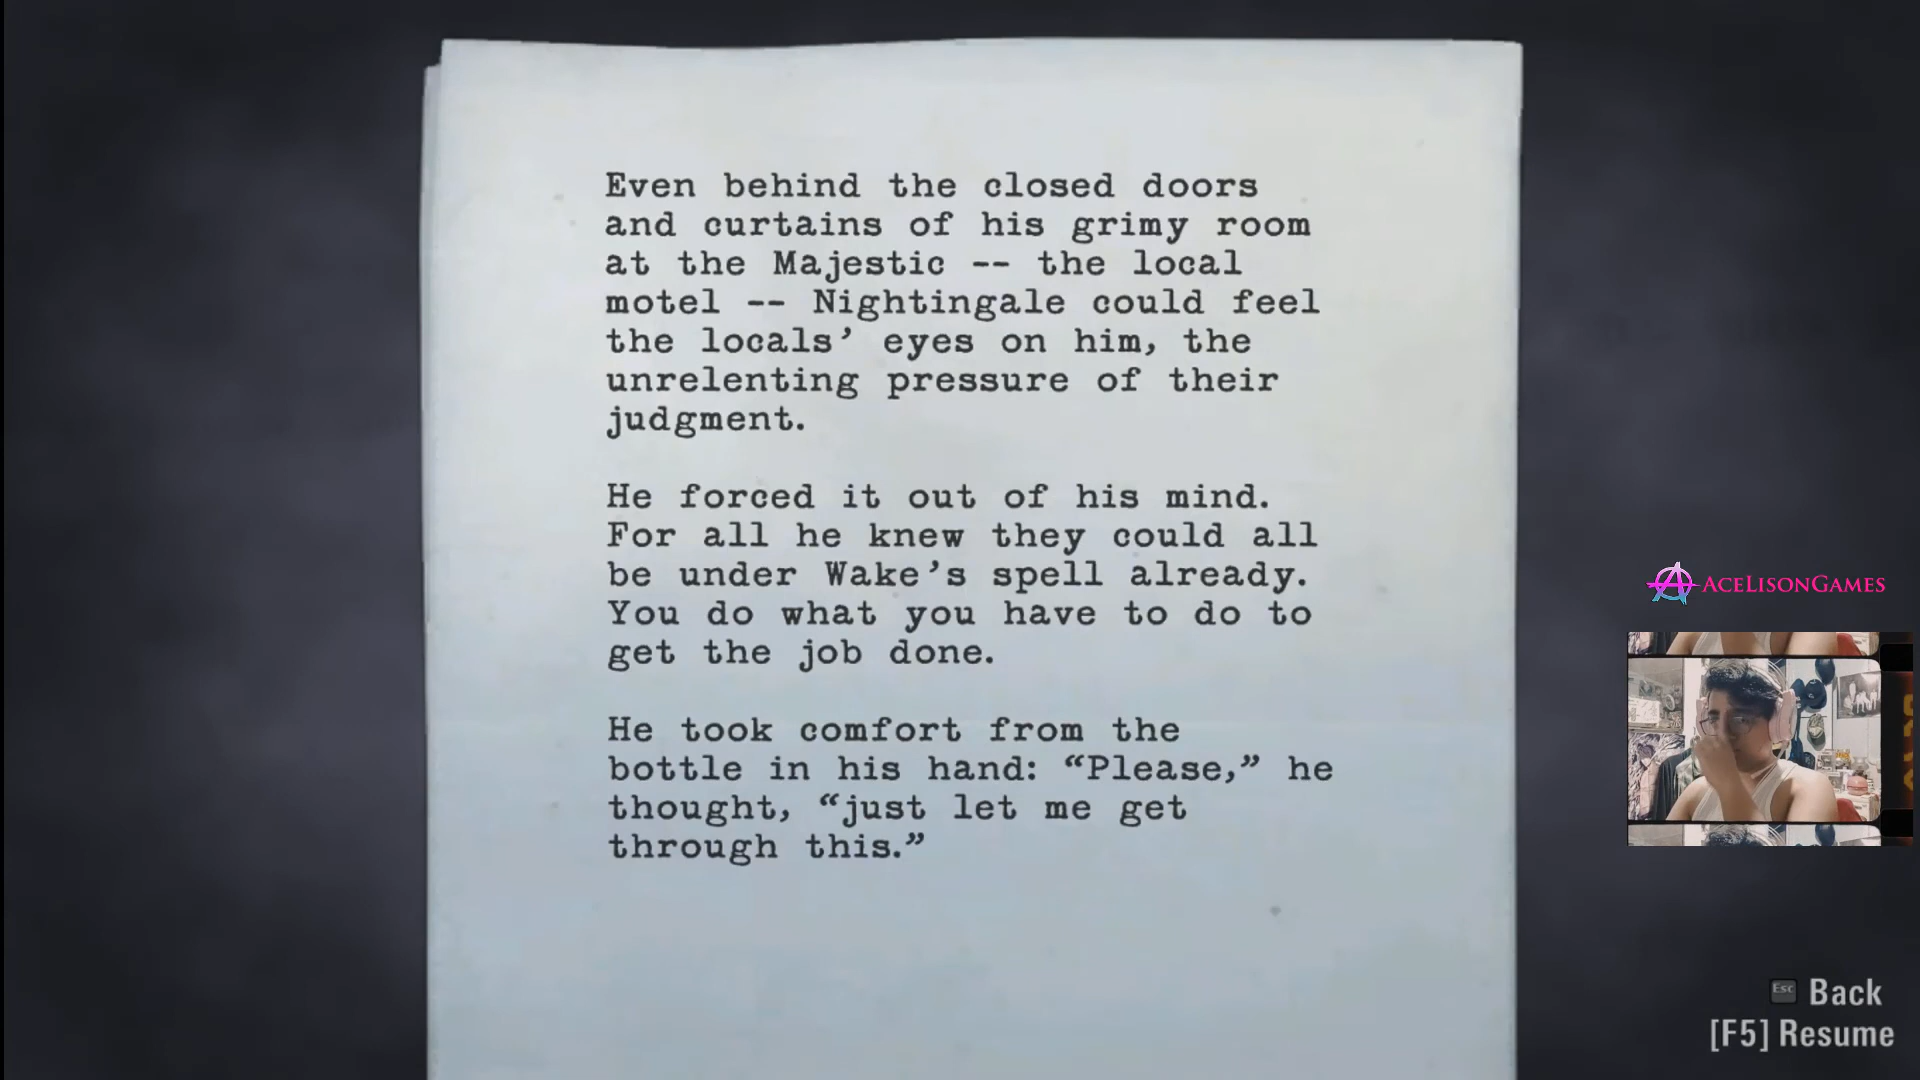 Even behind the closed doors
and curtains of his grimy room
at the Majestic -- the local
motel -- Nightingale could feel
the locals’ eyes on him, the
unrelenting pressure of their
judgment.
He forced it out of his mind.
For all he knew they could all
be under Wake’s spell already.
You do what you have to do to
get the job done.
He took comfort from the
bottle in his hand: “Please,” he
thought, “just let me get
through this.”
ACELISONGAMES
Esc Back
[F5] Resume